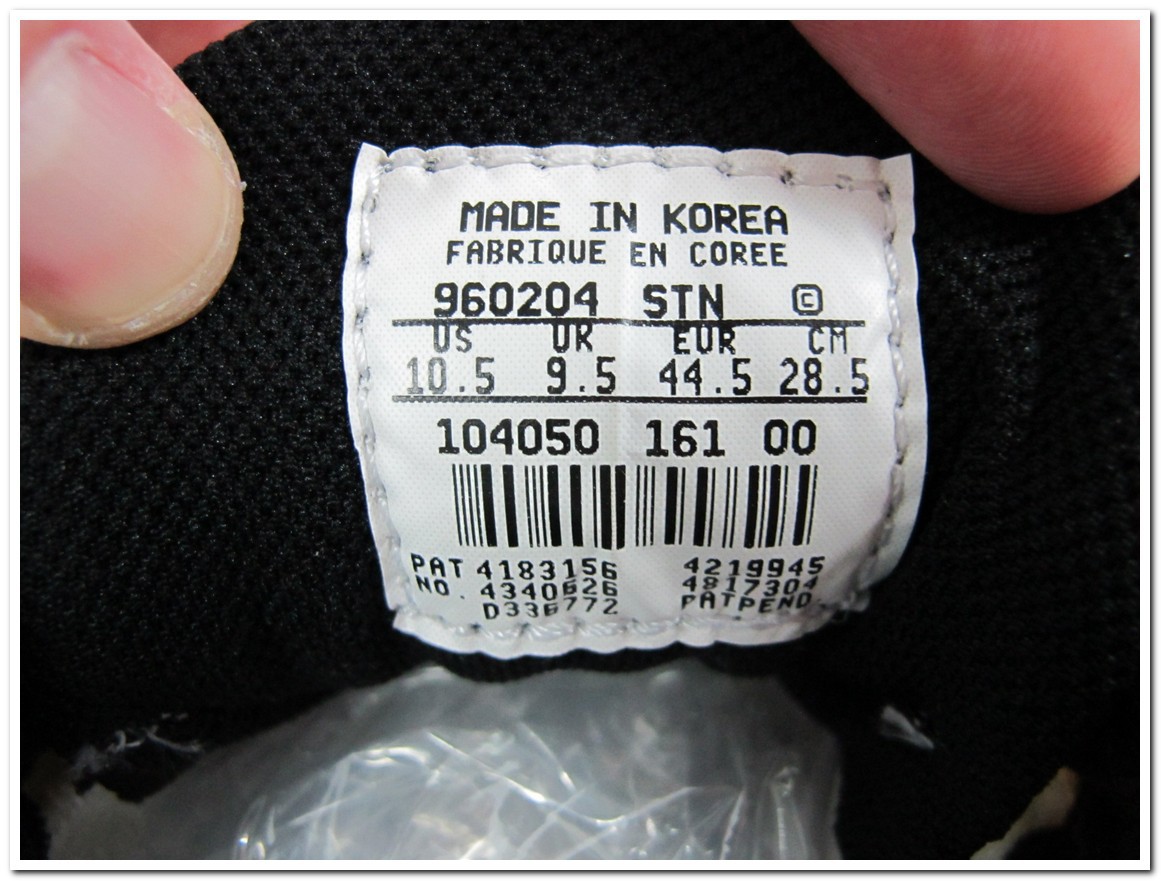 MADE IN KOREA
FABRIQUE EN COREE
960204 STN ©
US UK EUR CM
10.5 9.5 44.5 28.5
104050 161 00
PAT 4183156 4219945
NO. 4340626 4817304
D336772 PATPEND.